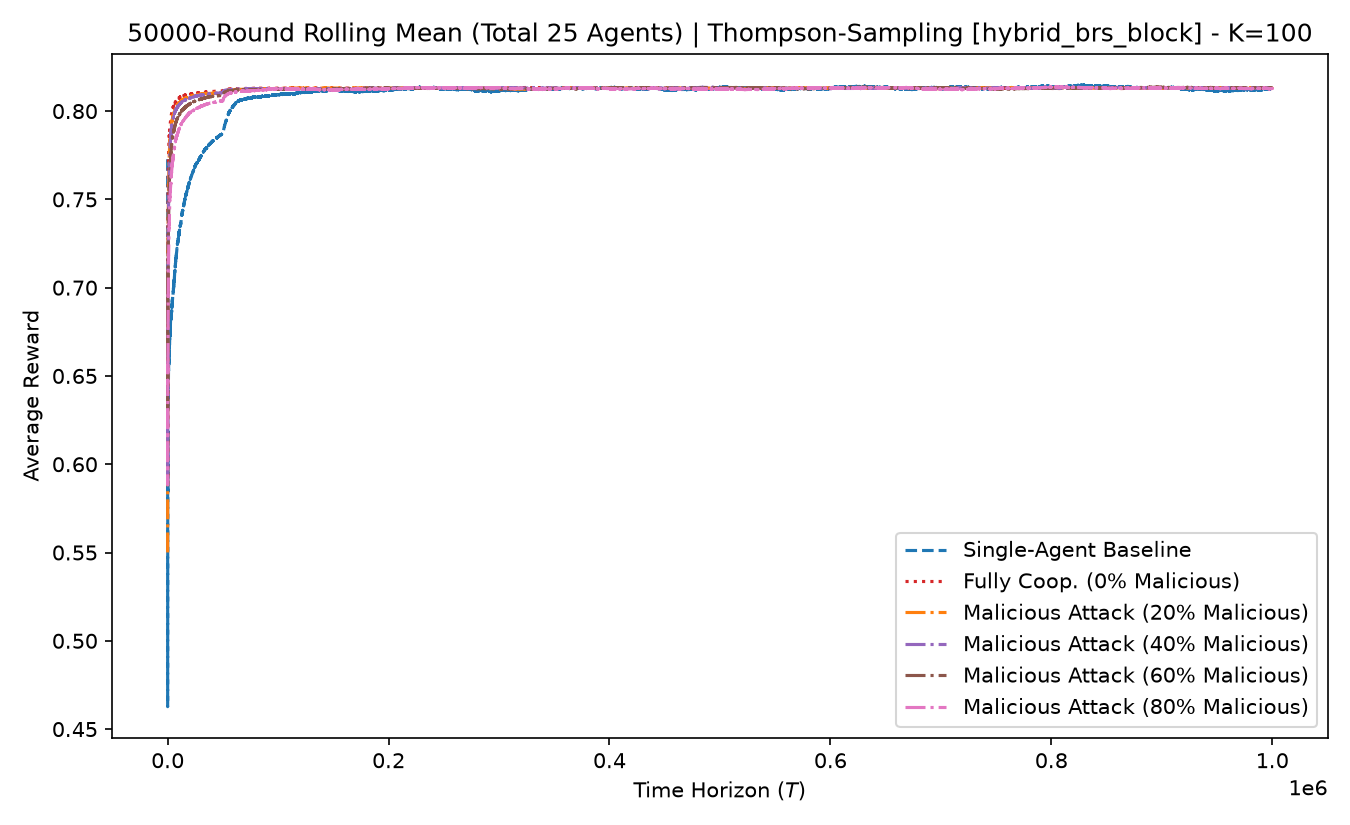 50000-Round Rolling Mean (Total 25 Agents) | Thompson-Sampling [hybrid_brs_block] - K=100
Average Reward
0.80
0.75
0.70
0.65
0.60
0.55
0.50
0.45
Single-Agent Baseline
Fully Coop. (0% Malicious)
Malicious Attack (20% Malicious)
Malicious Attack (40% Malicious)
Malicious Attack (60% Malicious)
Malicious Attack (80% Malicious)
0.0 0.2 0.4 0.6 0.8 1.0
1e6
Time Horizon (T)